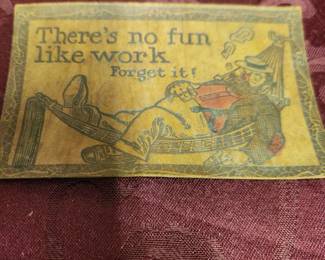 There's no fun
like work
Forget it!